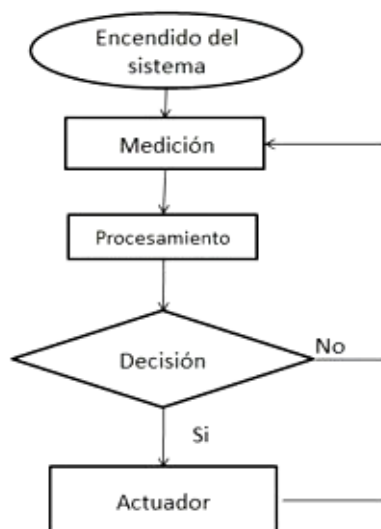 Encendido del
sistema
Medición
Procesamiento
Decisión
No
Si
Actuador